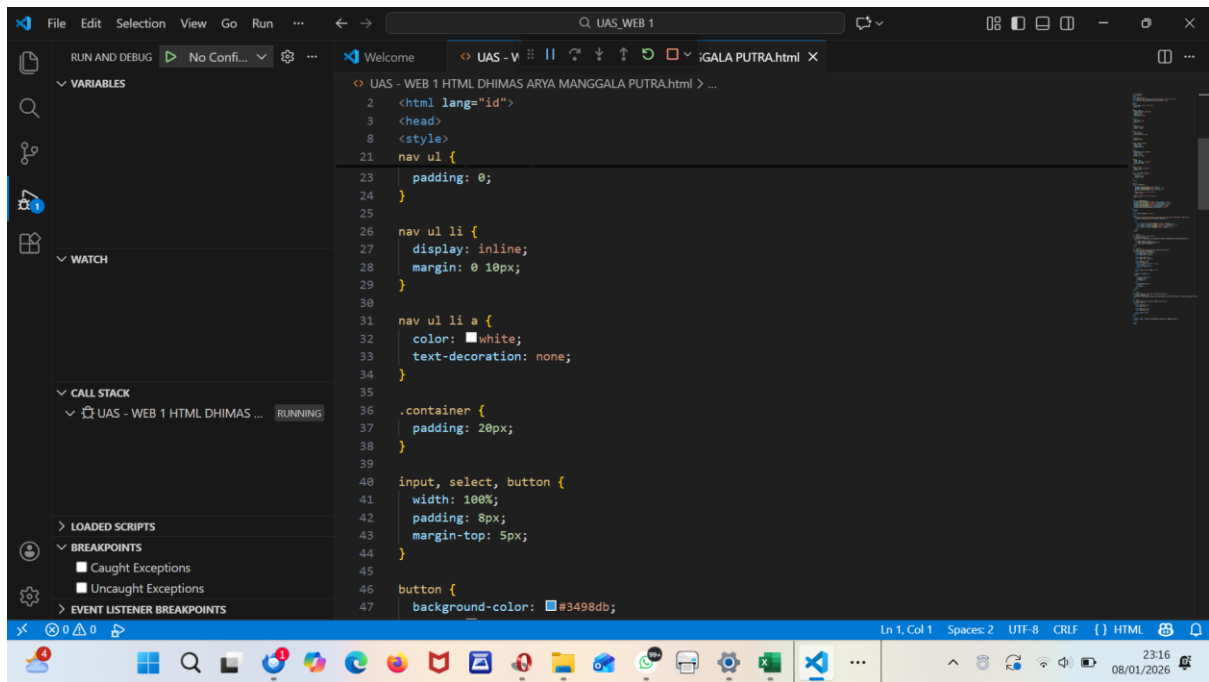 File Edit Selection View Go Run ··· UAS_WEB 1
RUN AND DEBUG No Confi... ···
Welcome UAS - W GALA PUTRA.html
VARIABLES
WATCH
CALL STACK
UAS - WEB 1 HTML DHIMAS ... RUNNING
LOADED SCRIPTS
BREAKPOINTS
Caught Exceptions
Uncaught Exceptions
EVENT LISTENER BREAKPOINTS
UAS - WEB 1 HTML DHIMAS ARYA MANGGALA PUTRA.html > ...
2 <html lang="id">
3 <head>
8 <style>
21 nav ul {
23 padding: 0;
24 }
25
26 nav ul li {
27 display: inline;
28 margin: 0 10px;
29 }
30
31 nav ul li a {
32 color: white;
33 text-decoration: none;
34 }
35
36 .container {
37 padding: 20px;
38 }
39
40 input, select, button {
41 width: 100%;
42 padding: 8px;
43 margin-top: 5px;
44 }
45
46 button {
47 background-color: #3498db;
0 0 Ln 1, Col 1 Spaces: 2 UTF-8 CRLF {} HTML
4 1 99+ 23:16
08/01/2026